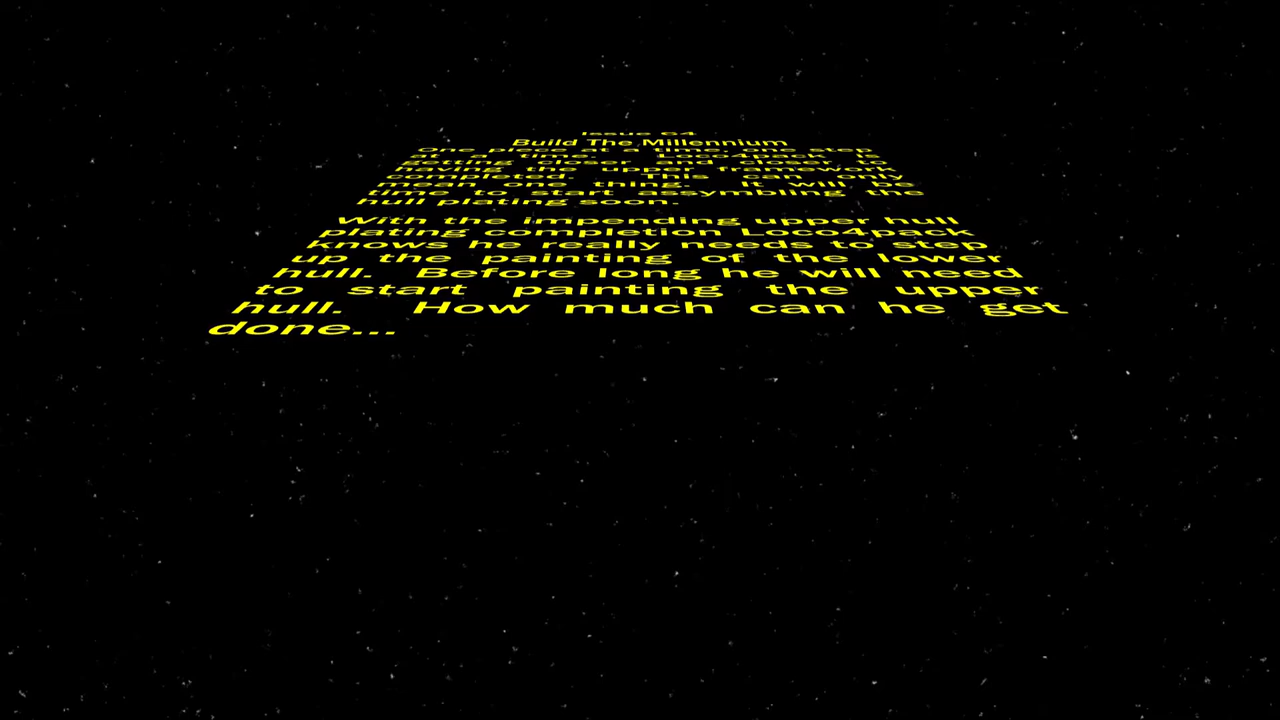 Issue 64
Build The Millennium
One piece at a time, one step
at a time. Loco4pack is
getting closer and closer to
having the upper framework
completed. This can only
mean one thing. It will be
time to start assymbling the
hull plating soon.
With the impending upper hull
plating completion Loco4pack
knows he really needs to step
up the painting of the lower
hull. Before long he will need
to start painting the upper
hull. How much can he get
done...